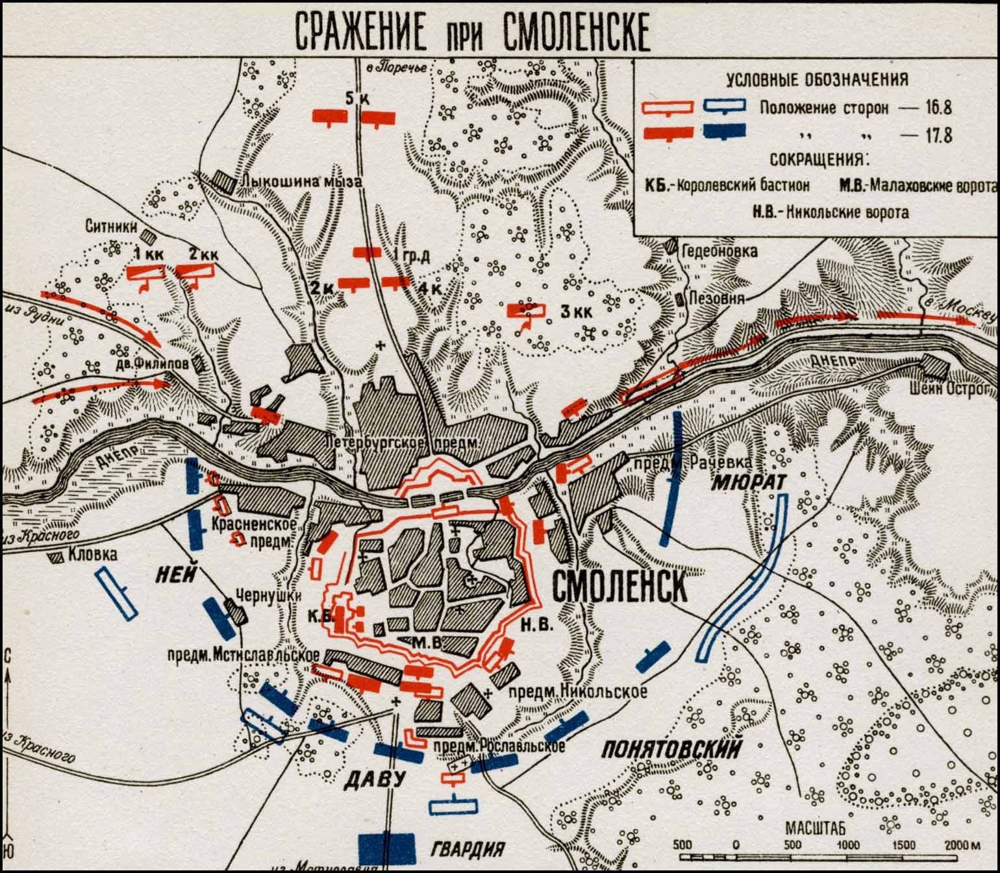 СРАЖЕНИЕ ПРИ СМОЛЕНСКЕ
в Поречье
УСЛОВНЫЕ ОБОЗНАЧЕНИЯ
Положение сторон — 16.8
„ „ — 17.8
СОКРАЩЕНИЯ:
К.Б.-Королевский бастион М.В.-Малаховские ворота
Н.В.-Никольские ворота
5 К
Лыкошина мыза
Ситники
1 КК
2 КК
1 ГР.Д
2 К
4 К
3 КК
Гедеоновка
Пезовня
в Москву
из Рудни
дв. Филипов
ДНЕПР
Шеин Острог
Петербургское предм.
ДНЕПР
предм. Рачевка
МЮРАТ
Красненское
предм.
из Красного
Кловка
НЕЙ
Чернушки
СМОЛЕНСК
К.Б.
Н.В.
М.В
предм. Мстиславльское
С
предм. Никольское
ПОНЯТОВСКИЙ
предм. Рославльское
из Красного
ДАВУ
ГВАРДИЯ
Ю
МАСШТАБ
500 0 500 1000 1500 2000 м